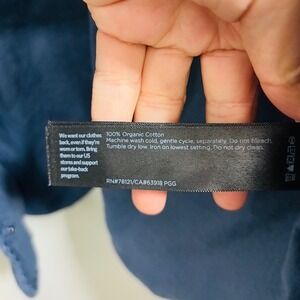 We want our clothes
back, even if they're
worn or torn. Bring
them to our US
stores and support
our take-back
program.
100% Organic Cotton
Machine wash cold, gentle cycle, separately. Do not bleach.
Tumble dry low. Iron on lowest setting. Do not dry clean.
RN#78121/CA#63918 PGG